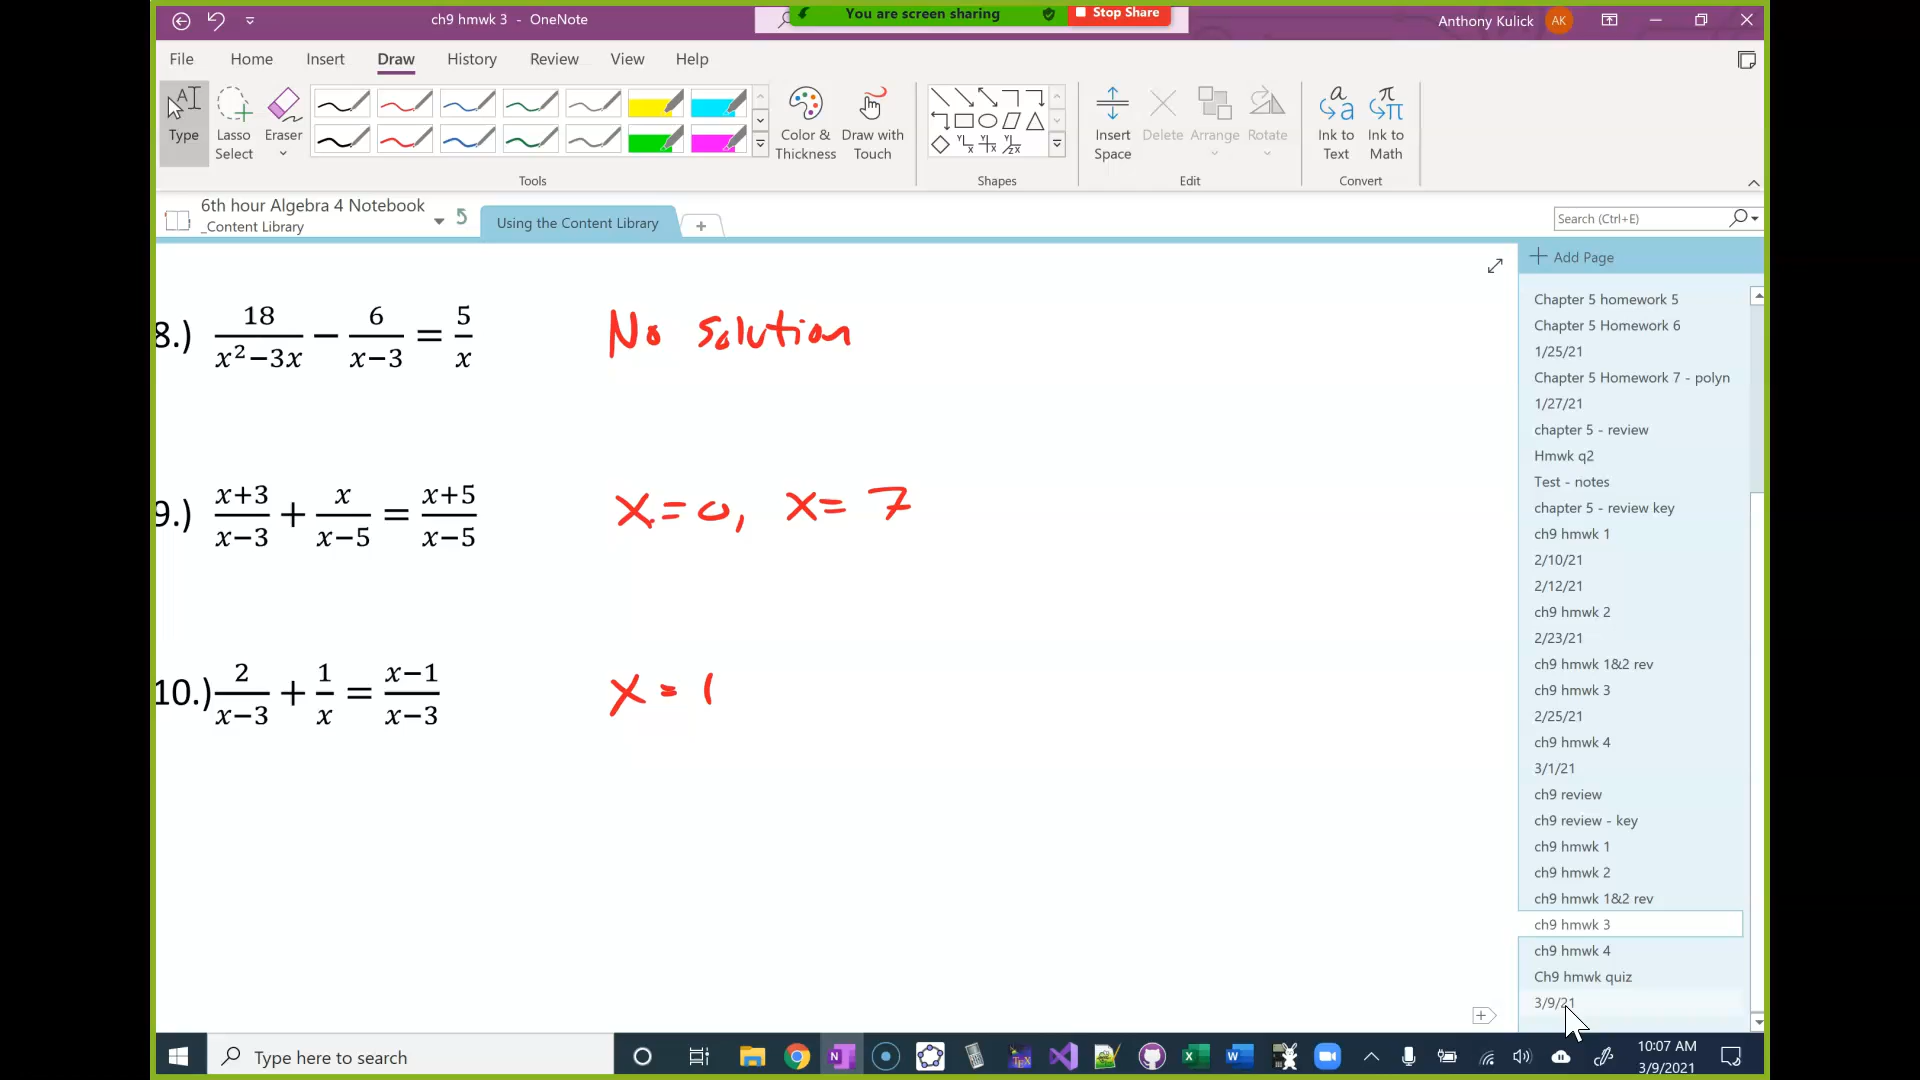 ch9 hmwk 3 - OneNote
You are screen sharing
Stop Share
Anthony Kulick
AK
File Home Insert Draw History Review View Help
Type
Lasso Select
Eraser
Color & Thickness
Draw with Touch
Insert Space
Delete
Arrange
Rotate
Ink to Text
Ink to Math
Tools
Shapes
Edit
Convert
6th hour Algebra 4 Notebook
_Content Library
Using the Content Library
Search (Ctrl+E)
Add Page
8.) 18/(x²−3x) − 6/(x−3) = 5/x
No solution
9.) (x+3)/(x−3) + x/(x−5) = (x+5)/(x−5)
x=0, x=7
10.) 2/(x−3) + 1/x = (x−1)/(x−3)
x=1
Chapter 5 homework 5
Chapter 5 Homework 6
1/25/21
Chapter 5 Homework 7 - polyn
1/27/21
chapter 5 - review
Hmwk q2
Test - notes
chapter 5 - review key
ch9 hmwk 1
2/10/21
2/12/21
ch9 hmwk 2
2/23/21
ch9 hmwk 1&2 rev
ch9 hmwk 3
2/25/21
ch9 hmwk 4
3/1/21
ch9 review
ch9 review - key
ch9 hmwk 1
ch9 hmwk 2
ch9 hmwk 1&2 rev
ch9 hmwk 3
ch9 hmwk 4
Ch9 hmwk quiz
3/9/21
Type here to search
10:07 AM
3/9/2021